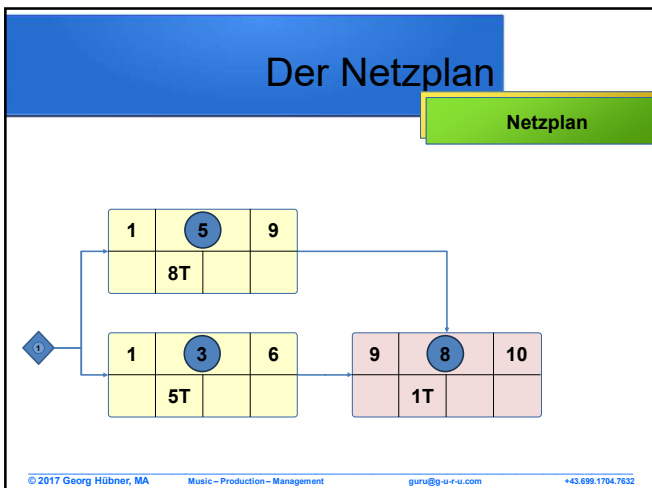 Der Netzplan
Netzplan
1 5 9
8T
1
1 3 6
5T
9 8 10
1T
© 2017 Georg Hübner, MA Music – Production – Management guru@g-u-r-u.com +43.699.1704.7632